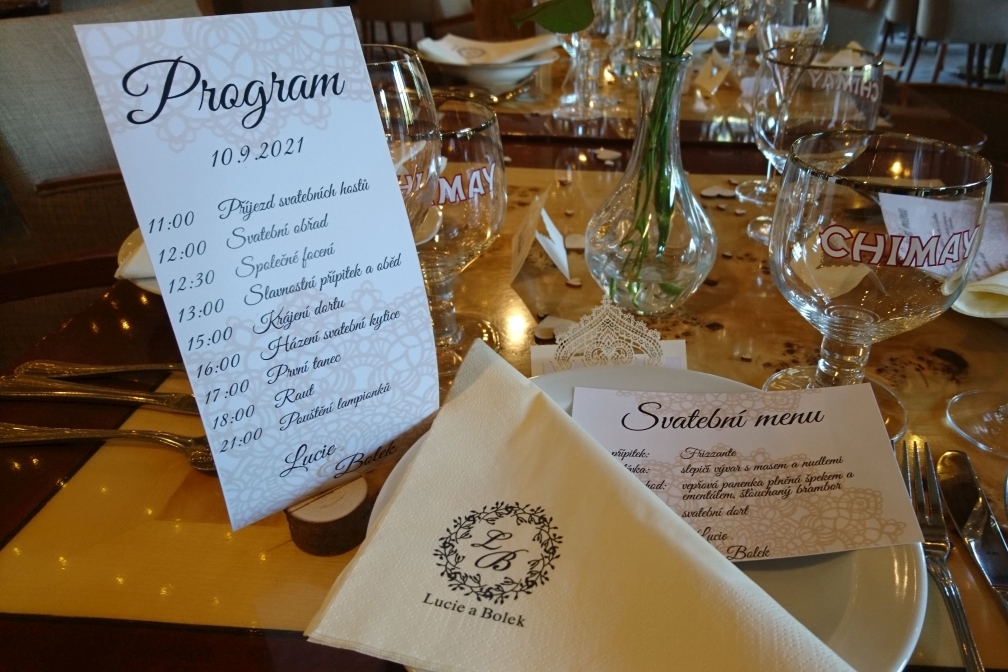 Program
10.9.2021
11:00 Příjezd svatebních hostů
12:00 Svatební obřad
12:30 Společné focení
13:00 Slavnostní přípitek a oběd
15:00 Krájení dortu
16:00 Házení svatební kytice
17:00 První tanec
18:00 Raut
21:00 Pouštění lampionků
Lucie
Bolek
CHIMAY
CHIMAY
Svatební menu
přípitek: Frizzante
slepičí vývar s masem a nudlemi
vepřová panenka plněná špekem a
ementálem, šťouchaný brambor
svatební dort
Lucie
Bolek
L
B
Lucie a Bolek